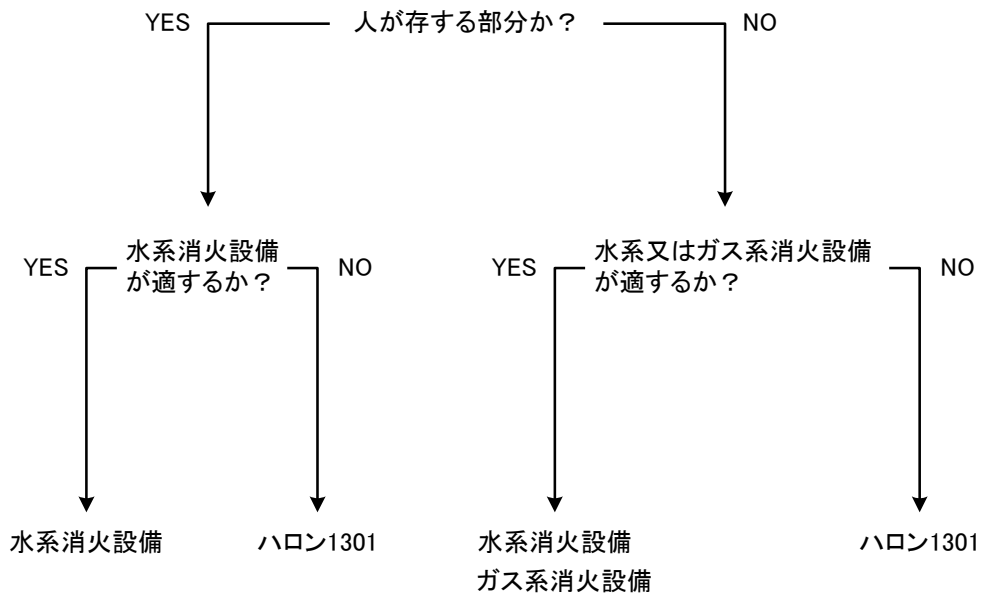 YES
人が存する部分か？
NO
YES
水系消火設備
が適するか？
NO
YES
水系又はガス系消火設備
が適するか？
NO
水系消火設備
ハロン1301
水系消火設備
ガス系消火設備
ハロン1301